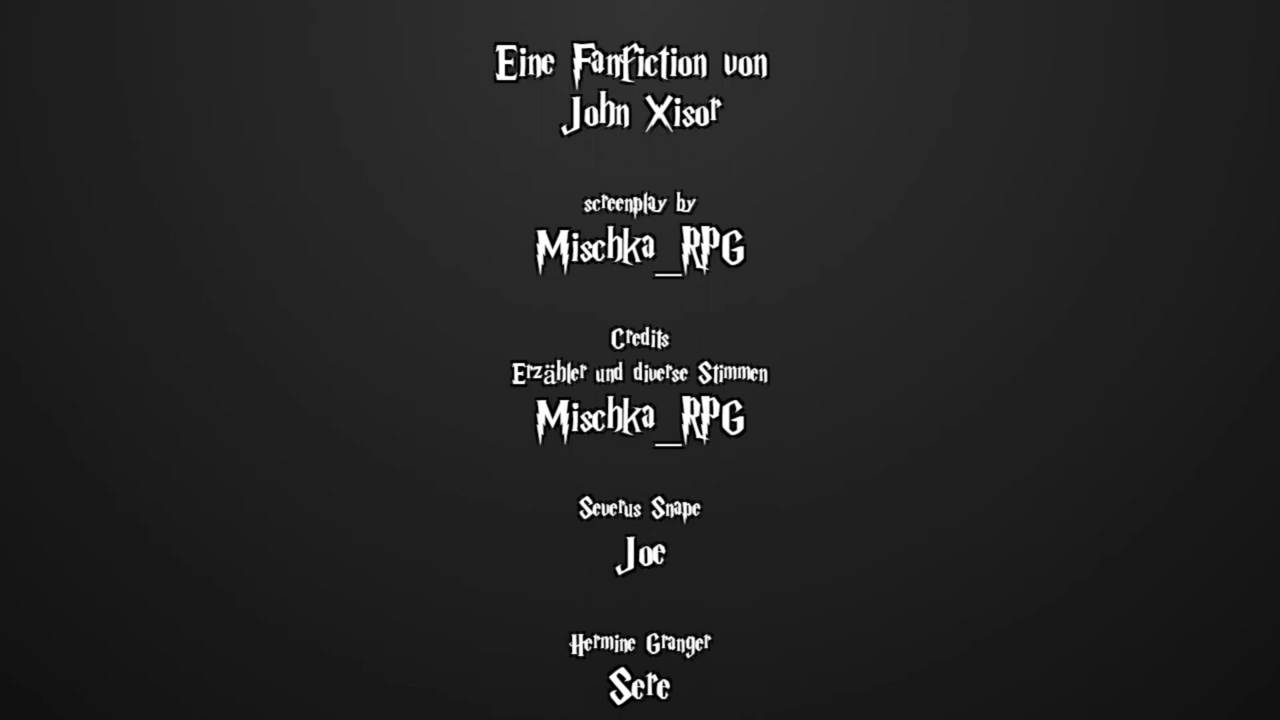 Eine Fanfiction von
John Xisor
screenplay by
Mischka_RPG
Credits
Erzähler und diverse Stimmen
Mischka_RPG
Severus Snape
Joe
Hermine Granger
Sere